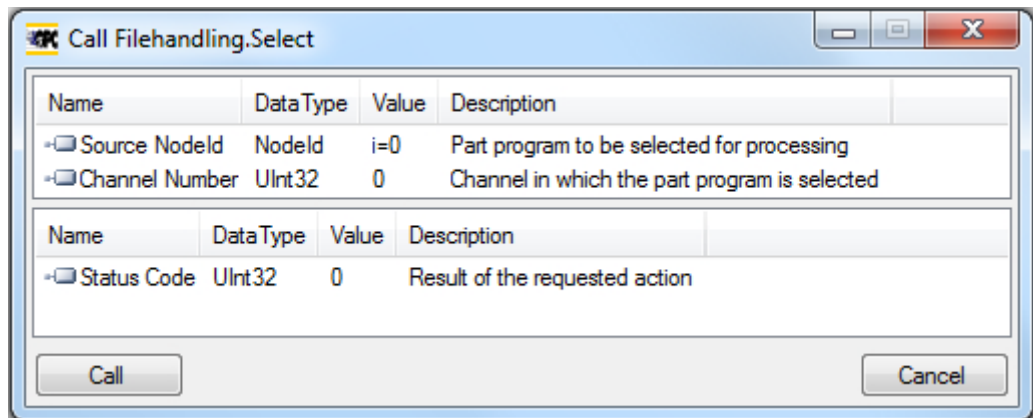 Call Filehandling.Select
Name DataType Value Description
Source NodeId NodeId i=0 Part program to be selected for processing
Channel Number UInt32 0 Channel in which the part program is selected
Name DataType Value Description
Status Code UInt32 0 Result of the requested action
Call Cancel